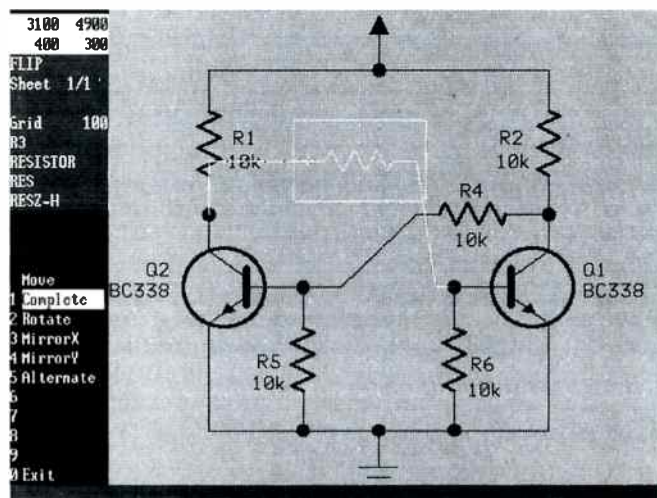 3100 4900
400 300
FLIP
Sheet 1/1
Grid 100
R3
RESISTOR
RES
RESZ-H
Move
1 Complete
2 Rotate
3 MirrorX
4 MirrorY
5 Alternate
6
7
8
9
0 Exit
R1
10k
R2
10k
R4
10k
Q2
BC338
Q1
BC338
R5
10k
R6
10k